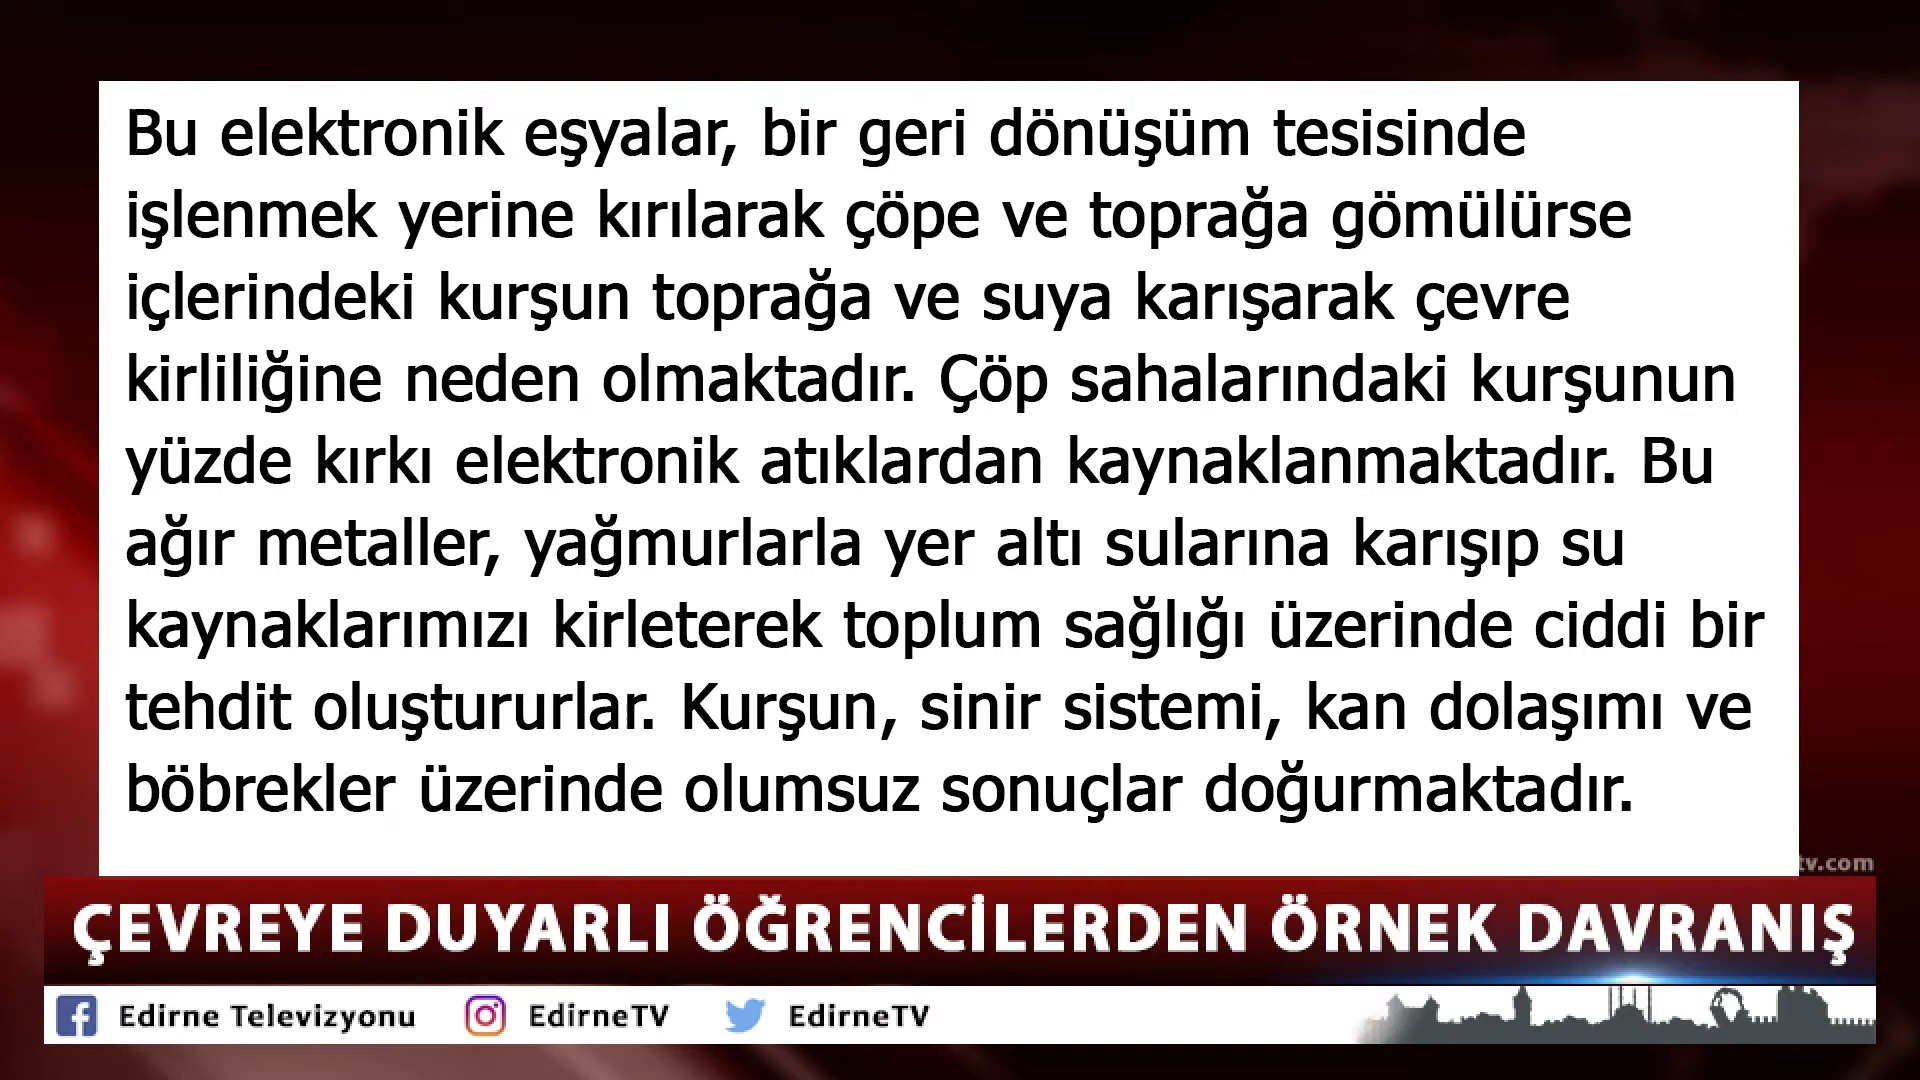 Bu elektronik eşyalar, bir geri dönüşüm tesisinde
işlenmek yerine kırılarak çöpe ve toprağa gömülürse
içlerindeki kurşun toprağa ve suya karışarak çevre
kirliliğine neden olmaktadır. Çöp sahalarındaki kurşunun
yüzde kırkı elektronik atıklardan kaynaklanmaktadır. Bu
ağır metaller, yağmurlarla yer altı sularına karışıp su
kaynaklarımızı kirleterek toplum sağlığı üzerinde ciddi bir
tehdit oluştururlar. Kurşun, sinir sistemi, kan dolaşımı ve
böbrekler üzerinde olumsuz sonuçlar doğurmaktadır.
tv.com
ÇEVREYE DUYARLI ÖĞRENCİLERDEN ÖRNEK DAVRANIŞ
Edirne Televizyonu EdirneTV EdirneTV